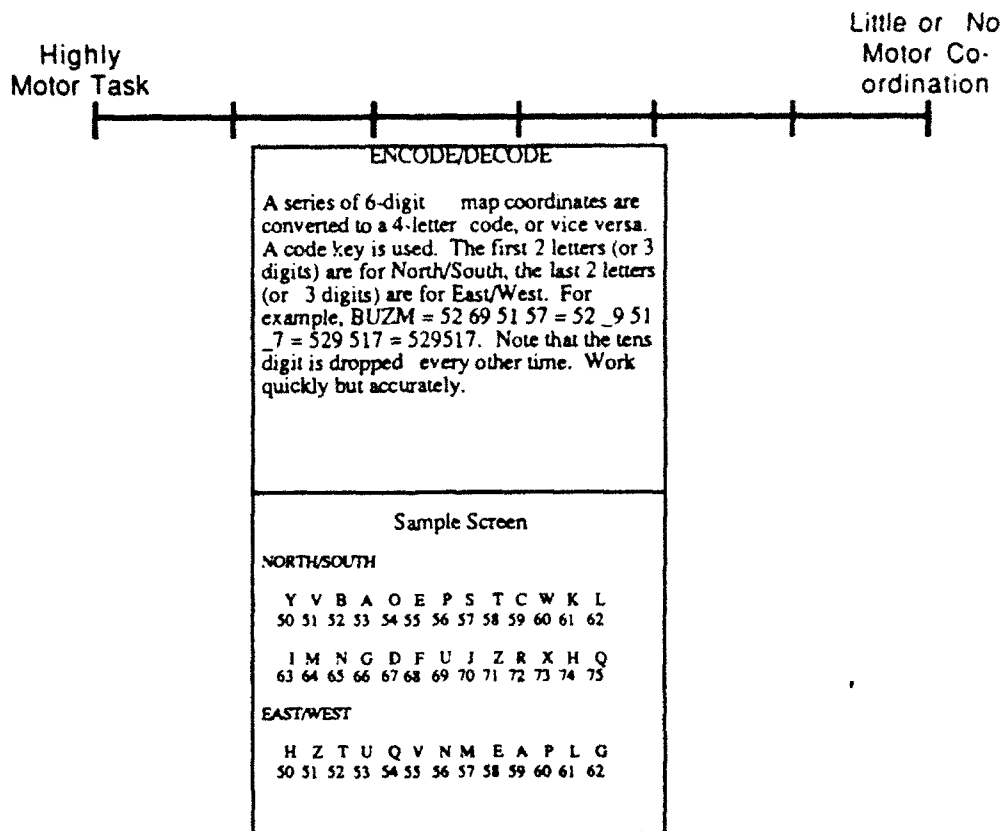 Highly
Motor Task
Little or No
Motor Co-
ordination
ENCODE/DECODE
A series of 6-digit map coordinates are
converted to a 4-letter code, or vice versa.
A code key is used. The first 2 letters (or 3
digits) are for North/South, the last 2 letters
(or 3 digits) are for East/West. For
example, BUZM = 52 69 51 57 = 52 _9 51
_7 = 529 517 = 529517. Note that the tens
digit is dropped every other time. Work
quickly but accurately.
Sample Screen
NORTH/SOUTH
Y V B A O E P S T C W K L
50 51 52 53 54 55 56 57 58 59 60 61 62
I M N G D F U J Z R X H Q
63 64 65 66 67 68 69 70 71 72 73 74 75
EAST/WEST
H Z T U Q V N M E A P L G
50 51 52 53 54 55 56 57 58 59 60 61 62